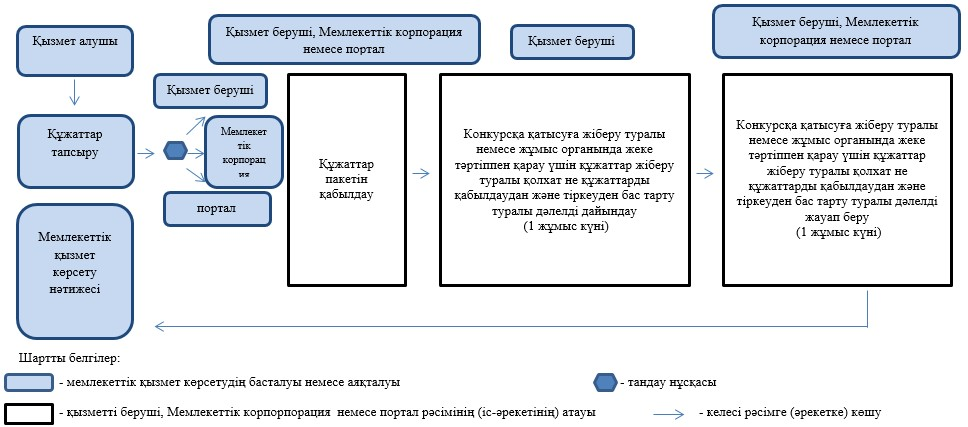 Қызмет алушы
Қызмет беруші, Мемлекеттік корпорация
немесе портал
Қызмет беруші
Қызмет беруші, Мемлекеттік
корпорация немесе портал
Құжаттар
тапсыру
Қызмет беруші
Мемлекет
тік
корпорац
ия
портал
Құжаттар
пакетін
қабылдау
Конкурсқа қатысуға жіберу туралы
немесе жұмыс органында жеке
тәртіппен қарау үшін құжаттар жіберу
туралы қолхат не құжаттарды
қабылдаудан және тіркеуден бас тарту
туралы дәлелді дайындау
(1 жұмыс күні)
Конкурсқа қатысуға жіберу туралы
немесе жұмыс органында жеке
тәртіппен қарау үшін құжаттар
жіберу туралы қолхат не
құжаттарды қабылдаудан және
тіркеуден бас тарту туралы дәлелді
жауап беру
(1 жұмыс күні)
Мемлекеттік
қызмет
көрсету
нәтижесі
Шартты белгілер:
- мемлекеттік қызмет көрсетудің басталуы немесе аяқталуы
- тандау нұсқасы
- қызметті беруші, Мемлекеттік корпорпорация немесе портал рәсімінің (іс-әрекетінің) атауы
- келесі рәсімге (әрекетке) көшу